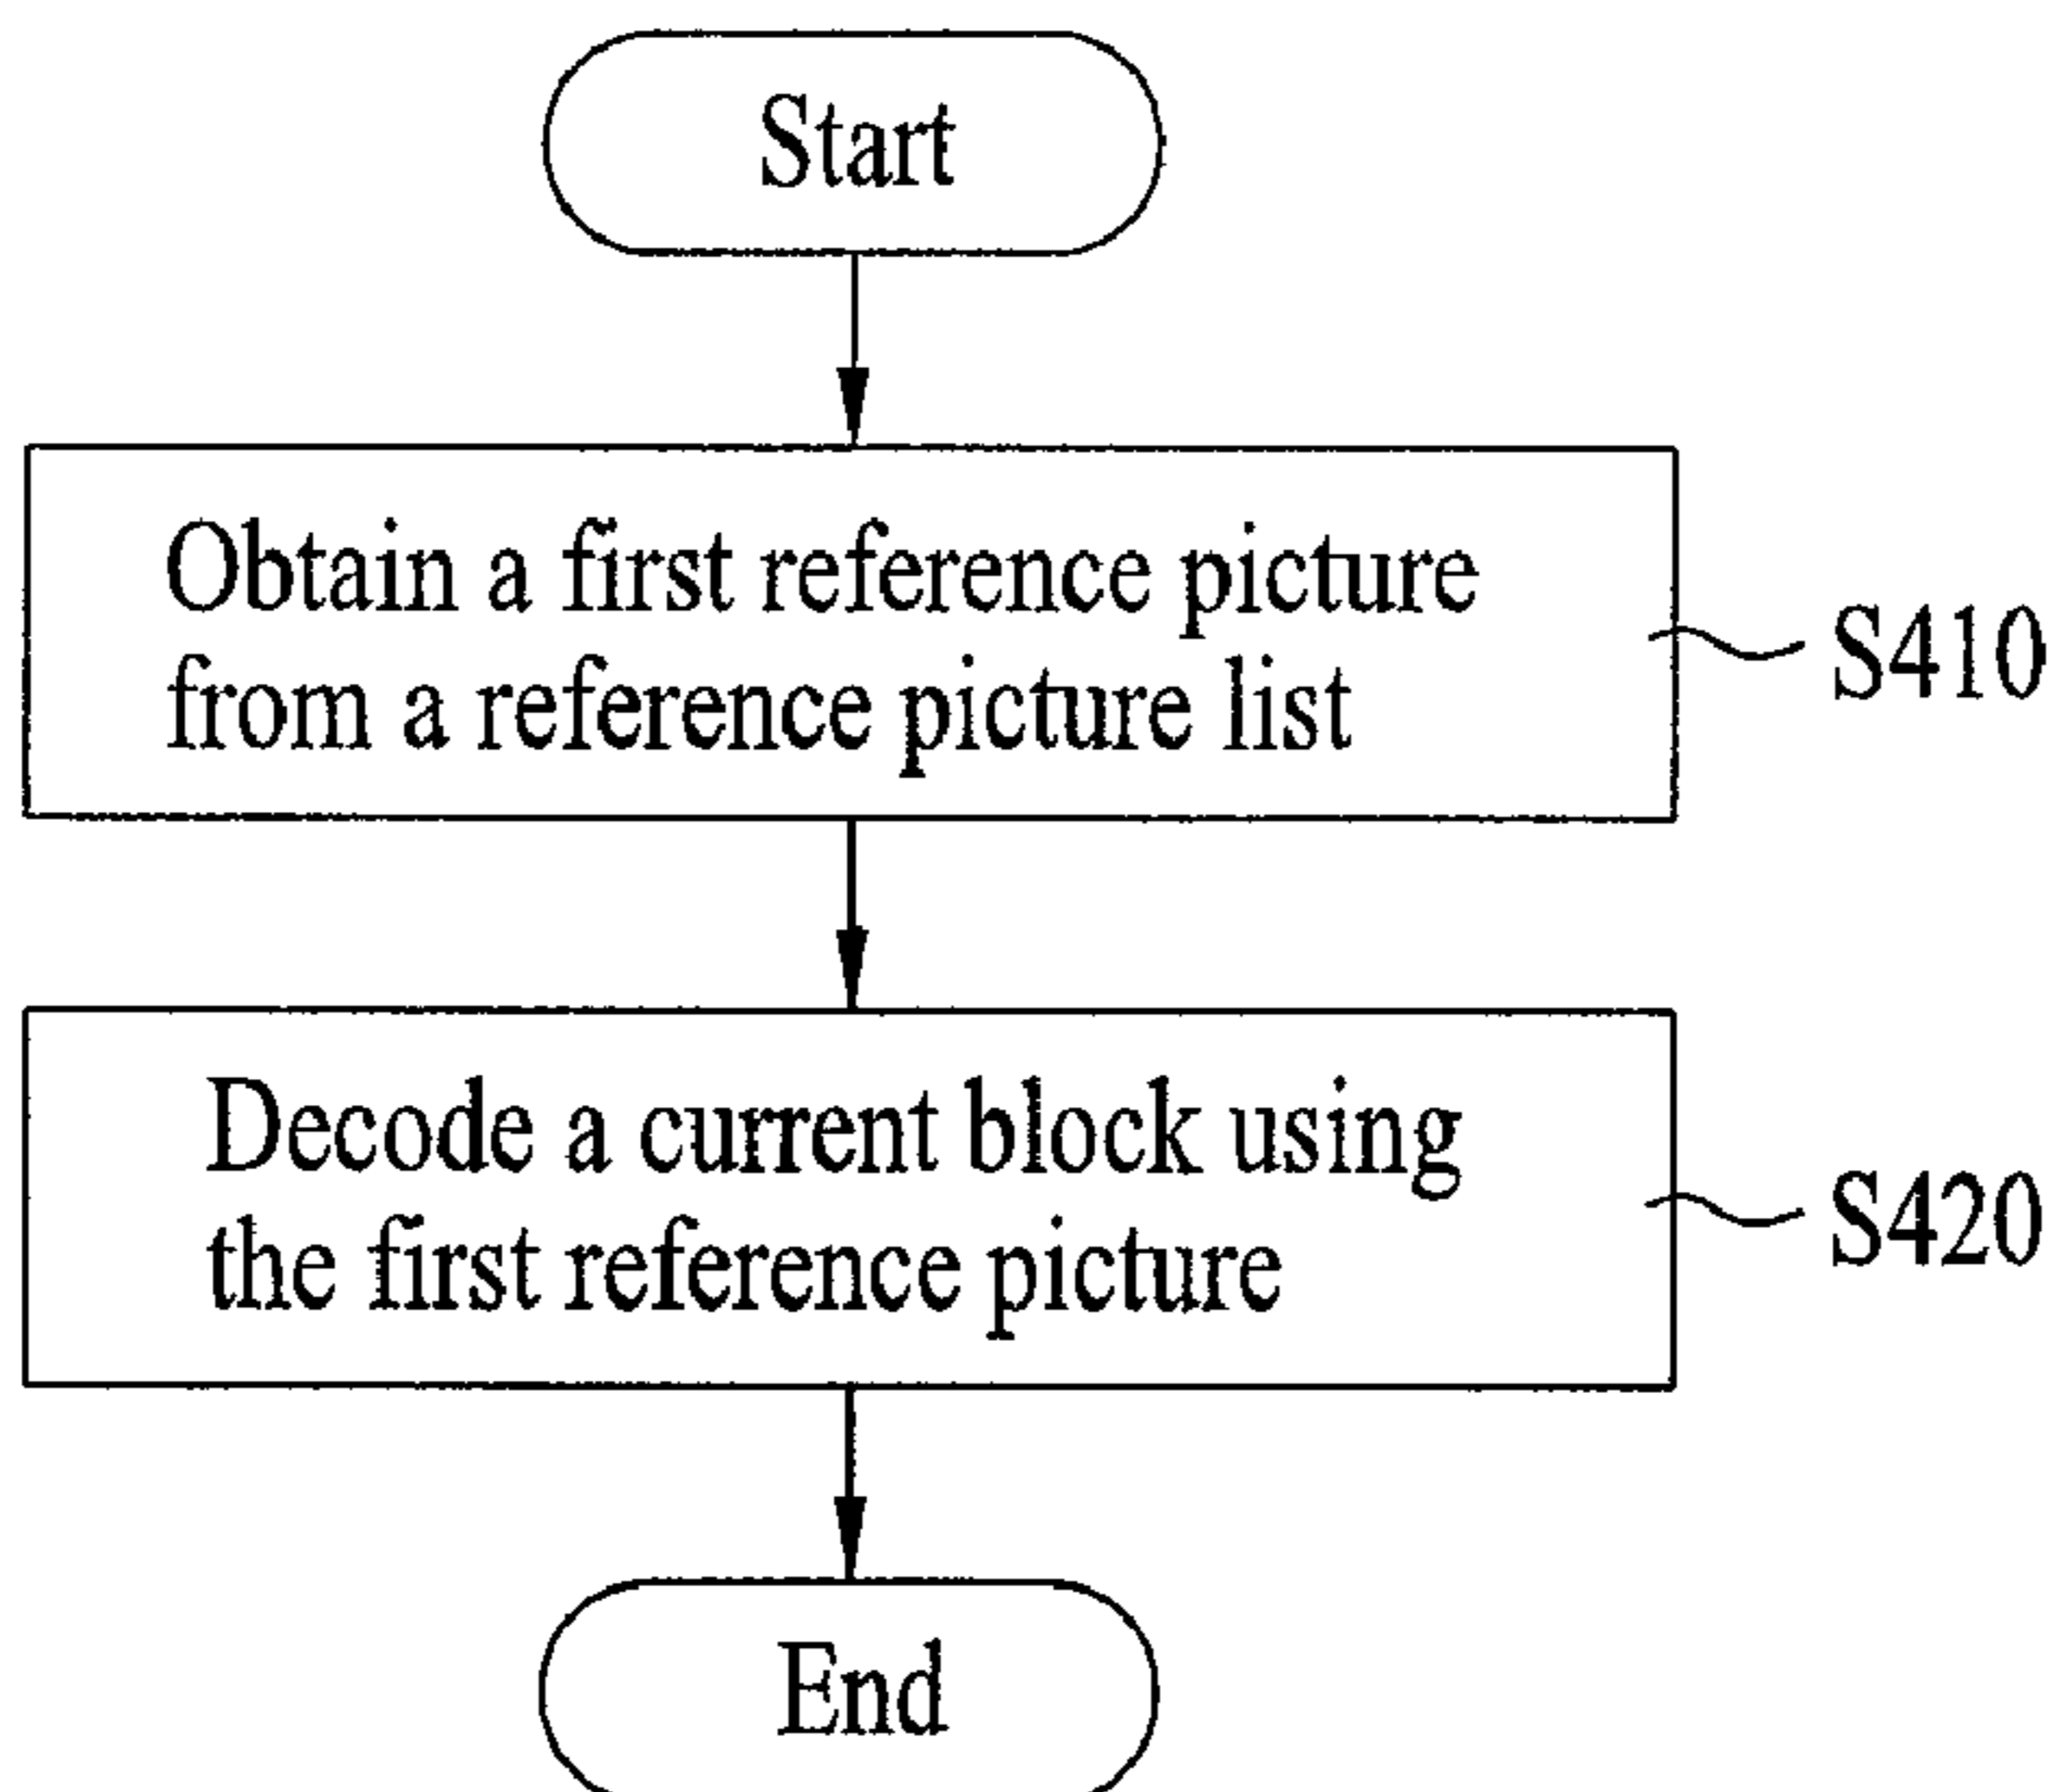 Start
Obtain a first reference picture
from a reference picture list
S410
Decode a current block using
the first reference picture
S420
End